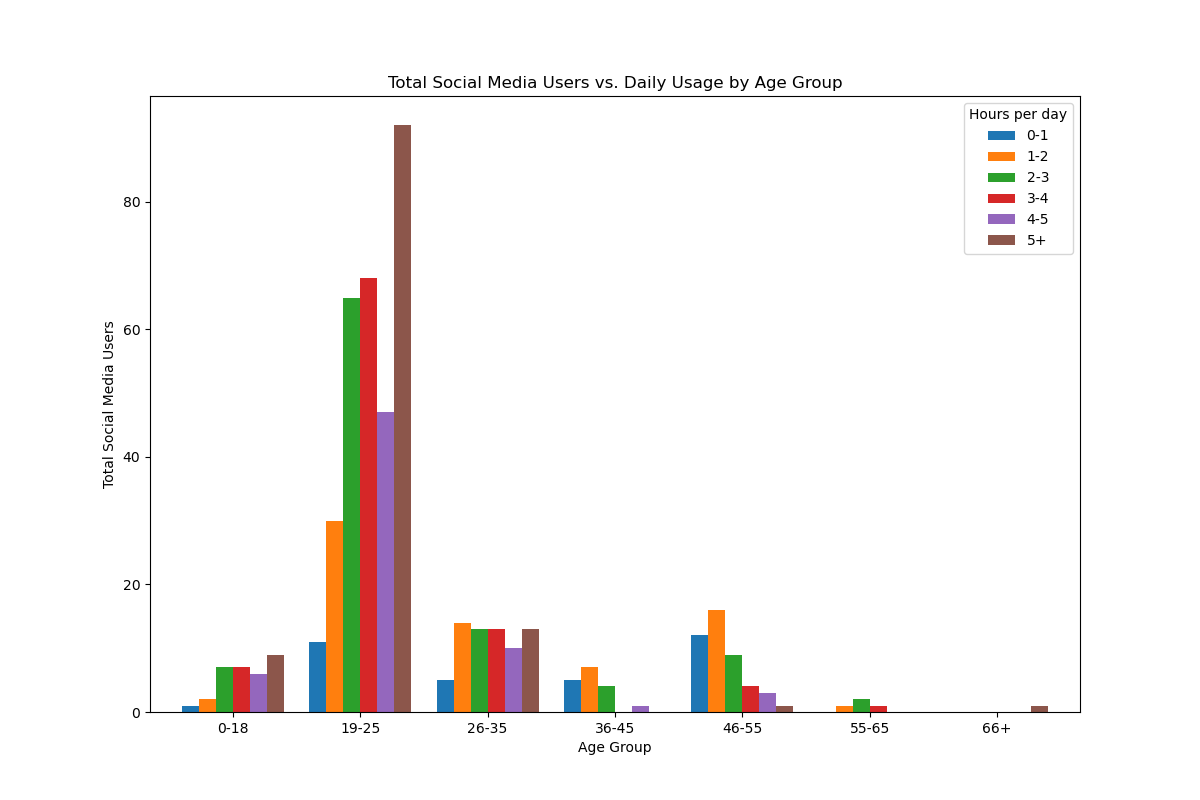 Total Social Media Users vs. Daily Usage by Age Group
Hours per day
0-1
1-2
2-3
3-4
4-5
5+
Total Social Media Users
80
60
40
20
0
0-18 19-25 26-35 36-45 46-55 55-65 66+
Age Group